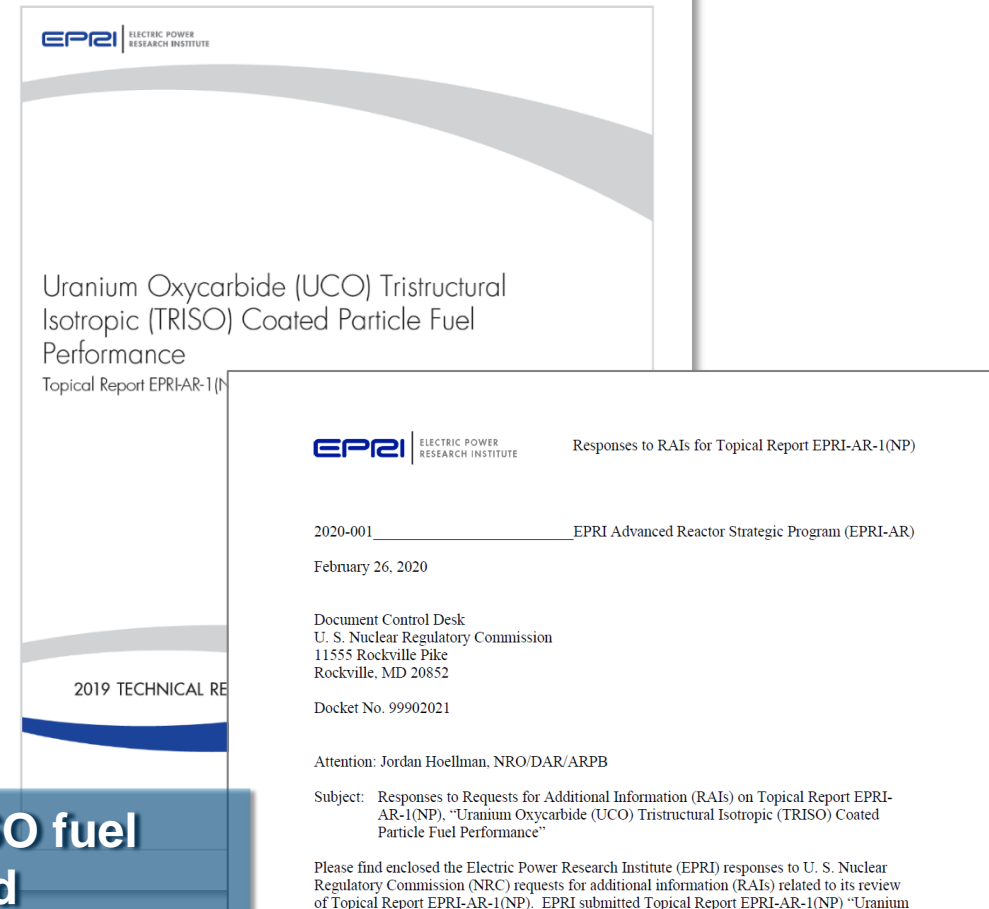 EPRI ELECTRIC POWER
RESEARCH INSTITUTE
Uranium Oxycarbide (UCO) Tristructural
Isotropic (TRISO) Coated Particle Fuel
Performance
Topical Report EPRI-AR-1(N
2019 TECHNICAL RE
O fuel
d
EPRI ELECTRIC POWER
RESEARCH INSTITUTE
Responses to RAIs for Topical Report EPRI-AR-1(NP)
2020-001__________________________EPRI Advanced Reactor Strategic Program (EPRI-AR)
February 26, 2020
Document Control Desk
U. S. Nuclear Regulatory Commission
11555 Rockville Pike
Rockville, MD 20852
Docket No. 99902021
Attention: Jordan Hoellman, NRO/DAR/ARPB
Subject: Responses to Requests for Additional Information (RAIs) on Topical Report EPRI-
AR-1(NP), “Uranium Oxycarbide (UCO) Tristructural Isotropic (TRISO) Coated
Particle Fuel Performance”
Please find enclosed the Electric Power Research Institute (EPRI) responses to U. S. Nuclear
Regulatory Commission (NRC) requests for additional information (RAIs) related to its review
of Topical Report EPRI-AR-1(NP). EPRI submitted Topical Report EPRI-AR-1(NP) “Uranium